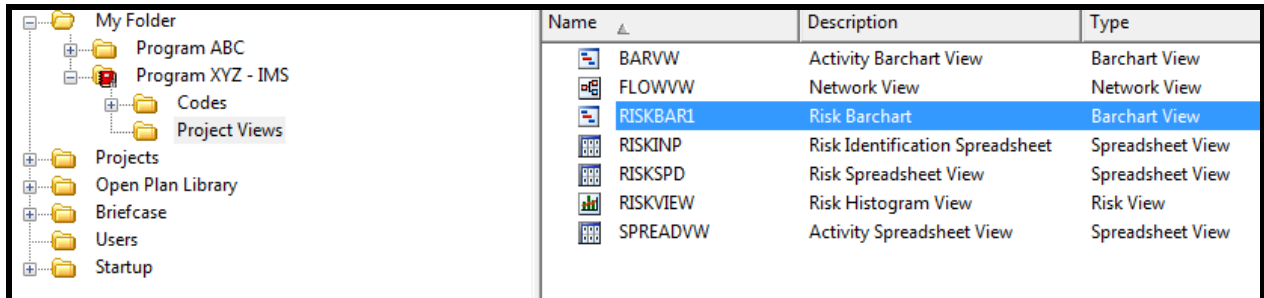 My Folder
Program ABC
Program XYZ - IMS
Codes
Project Views
Projects
Open Plan Library
Briefcase
Users
Startup
Name Description Type
BARVW Activity Barchart View Barchart View
FLOWVW Network View Network View
RISKBAR1 Risk Barchart Barchart View
RISKINP Risk Identification Spreadsheet Spreadsheet View
RISKSPD Risk Spreadsheet View Spreadsheet View
RISKVIEW Risk Histogram View Risk View
SPREADVW Activity Spreadsheet View Spreadsheet View